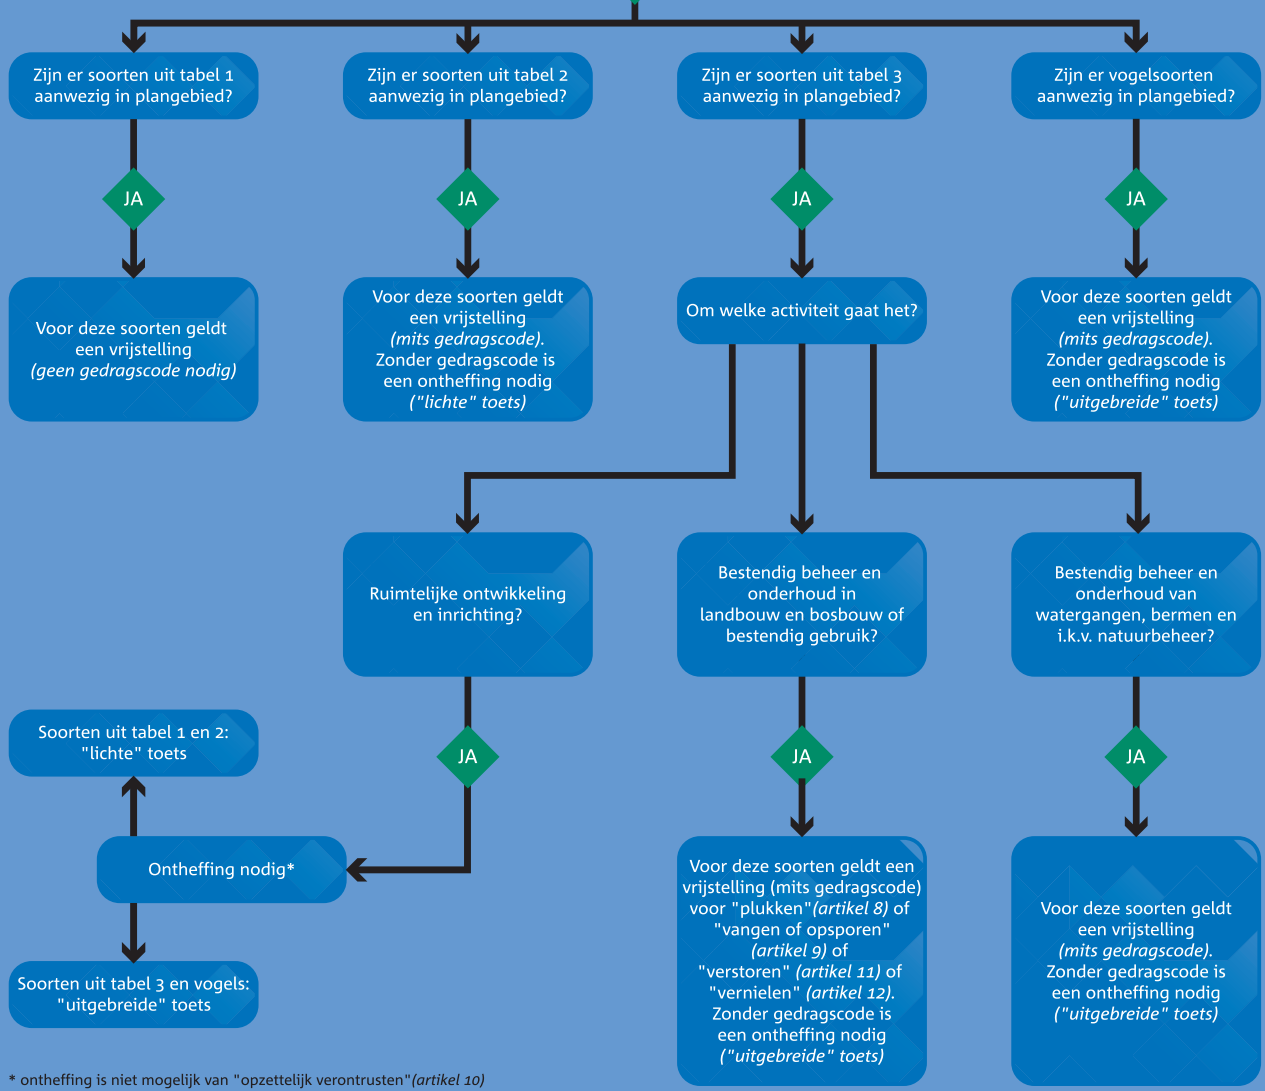 Zijn er soorten uit tabel 1
aanwezig in plangebied?
Zijn er soorten uit tabel 2
aanwezig in plangebied?
Zijn er soorten uit tabel 3
aanwezig in plangebied?
Zijn er vogelsoorten
aanwezig in plangebied?
JA
JA
JA
JA
Voor deze soorten geldt
een vrijstelling
(geen gedragscode nodig)
Voor deze soorten geldt
een vrijstelling
(mits gedragscode).
Zonder gedragscode is
een ontheffing nodig
("lichte" toets)
Om welke activiteit gaat het?
Voor deze soorten geldt
een vrijstelling
(mits gedragscode).
Zonder gedragscode is
een ontheffing nodig
("uitgebreide" toets)
Ruimtelijke ontwikkeling
en inrichting?
Bestendig beheer en
onderhoud in
landbouw en bosbouw of
bestendig gebruik?
Bestendig beheer en
onderhoud van
watergangen, bermen en
i.k.v. natuurbeheer?
JA
JA
JA
Soorten uit tabel 1 en 2:
"lichte" toets
Ontheffing nodig*
Soorten uit tabel 3 en vogels:
"uitgebreide" toets
Voor deze soorten geldt een
vrijstelling (mits gedragscode)
voor "plukken"(artikel 8) of
"vangen of opsporen"
(artikel 9) of
"verstoren" (artikel 11) of
"vernielen" (artikel 12).
Zonder gedragscode is
een ontheffing nodig
("uitgebreide" toets)
Voor deze soorten geldt
een vrijstelling
(mits gedragscode).
Zonder gedragscode is
een ontheffing nodig
("uitgebreide" toets)
* ontheffing is niet mogelijk van "opzettelijk verontrusten"(artikel 10)